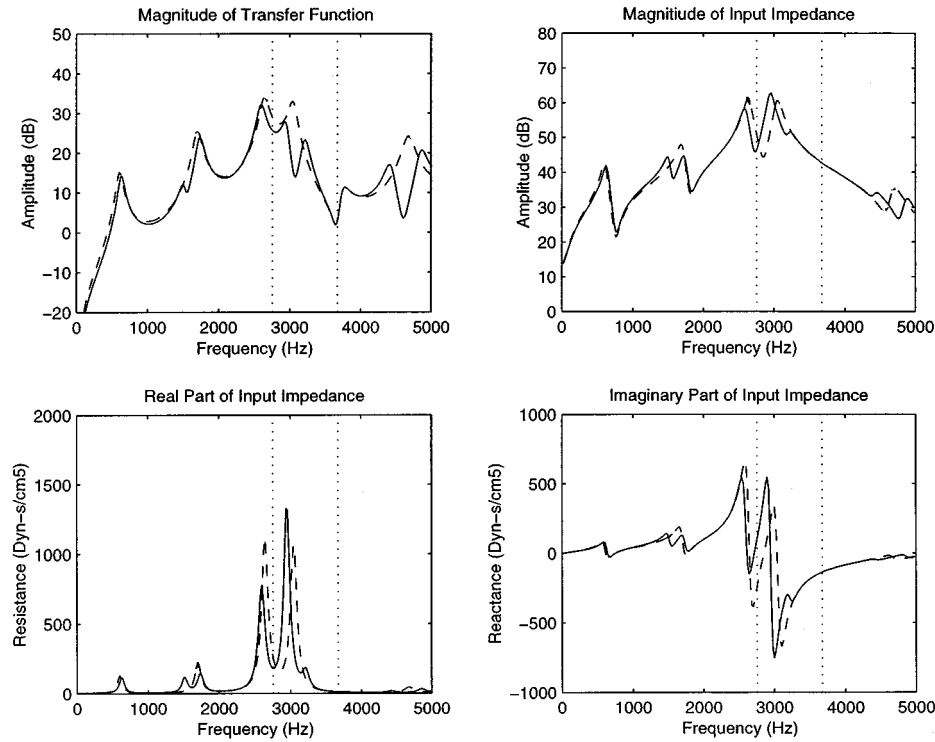 Magnitude of Transfer Function
50
40
30
20
10
0
−10
−20
Amplitude (dB)
0 1000 2000 3000 4000 5000
Frequency (Hz)
Magnitiude of Input Impedance
80
70
60
50
40
30
20
10
0
Amplitude (dB)
0 1000 2000 3000 4000 5000
Frequency (Hz)
Real Part of Input Impedance
2000
1500
1000
500
0
Resistance (Dyn−s/cm5)
0 1000 2000 3000 4000 5000
Frequency (Hz)
Imaginary Part of Input Impedance
1000
500
0
−500
−1000
Reactance (Dyn−s/cm5)
0 1000 2000 3000 4000 5000
Frequency (Hz)